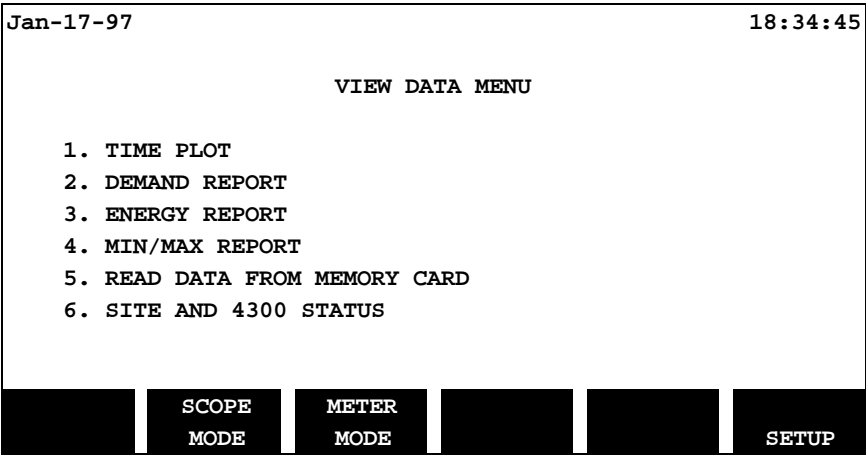 Jan-17-97 18:34:45
VIEW DATA MENU
1. TIME PLOT
2. DEMAND REPORT
3. ENERGY REPORT
4. MIN/MAX REPORT
5. READ DATA FROM MEMORY CARD
6. SITE AND 4300 STATUS
SCOPE METER
MODE MODE SETUP